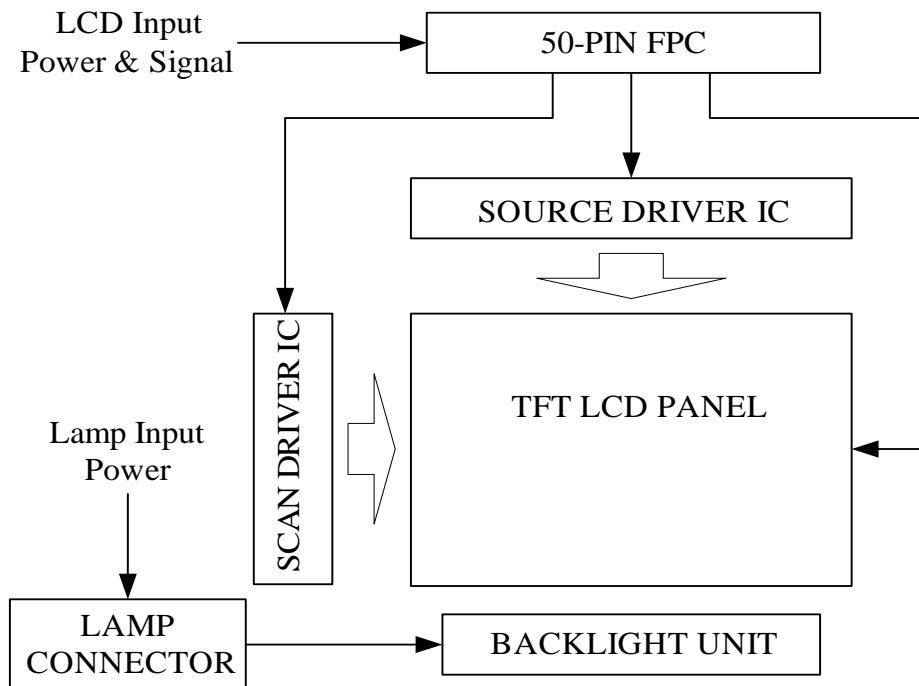 LCD Input
Power & Signal
50-PIN FPC
SOURCE DRIVER IC
SCAN DRIVER IC
TFT LCD PANEL
Lamp Input
Power
LAMP
CONNECTOR
BACKLIGHT UNIT